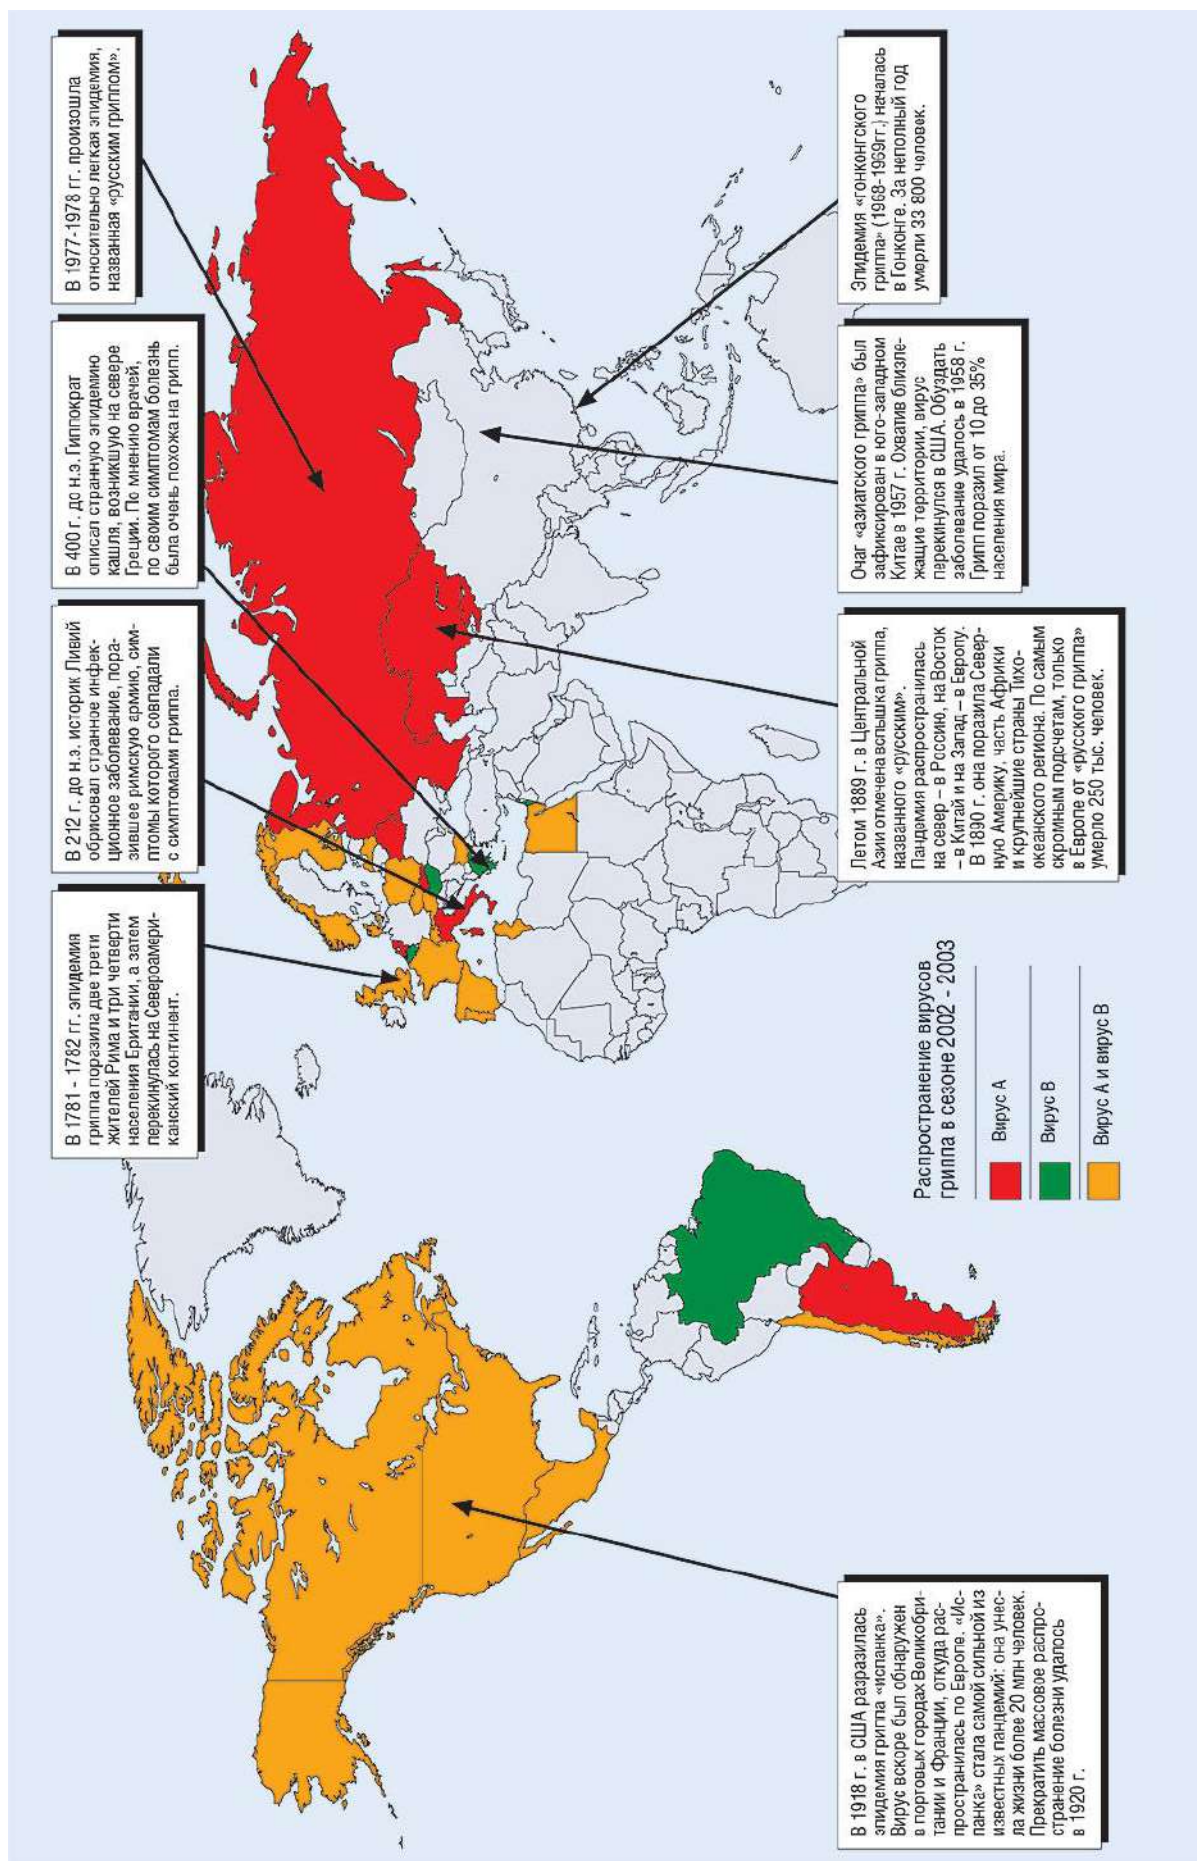 В 1781 - 1782 гг. эпидемия
гриппа поразила две трети
жителей Рима и три четверти
населения Британии, а затем
перекинулась на Североамери-
канский континент.
В 212 г. до н.э. историк Ливий
обрисовал странное инфек-
ционное заболевание, пора-
зившее римскую армию, сим-
птомы которого совпадали
с симптомами гриппа.
В 400 г. до н.э. Гиппократ
описал странную эпидемию
кашля, возникшую на севере
Греции. По мнению врачей,
по своим симптомам болезнь
была очень похожа на грипп.
В 1977-1978 гг. произошла
относительно легкая эпидемия,
названная «русским гриппом».
В 1918 г. в США разразилась
эпидемия гриппа «испанка».
Вирус вскоре был обнаружен
в портовых городах Великобри-
тании и Франции, откуда рас-
пространилась по Европе. «Ис-
панка» стала самой сильной из
известных пандемий: она унес-
ла жизни более 20 млн человек.
Прекратить массовое распро-
странение болезни удалось
в 1920 г.
Распространение вирусов
гриппа в сезоне 2002 - 2003
Вирус А
Вирус В
Вирус А и вирус В
Летом 1889 г. в Центральной
Азии отмечена вспышка гриппа,
названного «русским».
Пандемия распространилась
на север – в Россию, на Восток
– в Китай и на Запад – в Европу.
В 1890 г. она поразила Север-
ную Америку, часть Африки
и крупнейшие страны Тихо-
океанского региона. По самым
скромным подсчетам, только
в Европе от «русского гриппа»
умерло 250 тыс. человек.
Очаг «азиатского гриппа» был
зафиксирован в юго-западном
Китае в 1957 г. Охватив близле-
жащие территории, вирус
перекинулся в США. Обуздать
заболевание удалось в 1958 г.
Грипп поразил от 10 до 35%
населения мира.
Эпидемия «гонконгского
гриппа» (1968-1969гг.) началась
в Гонконге. За неполный год
умерли 33 800 человек.